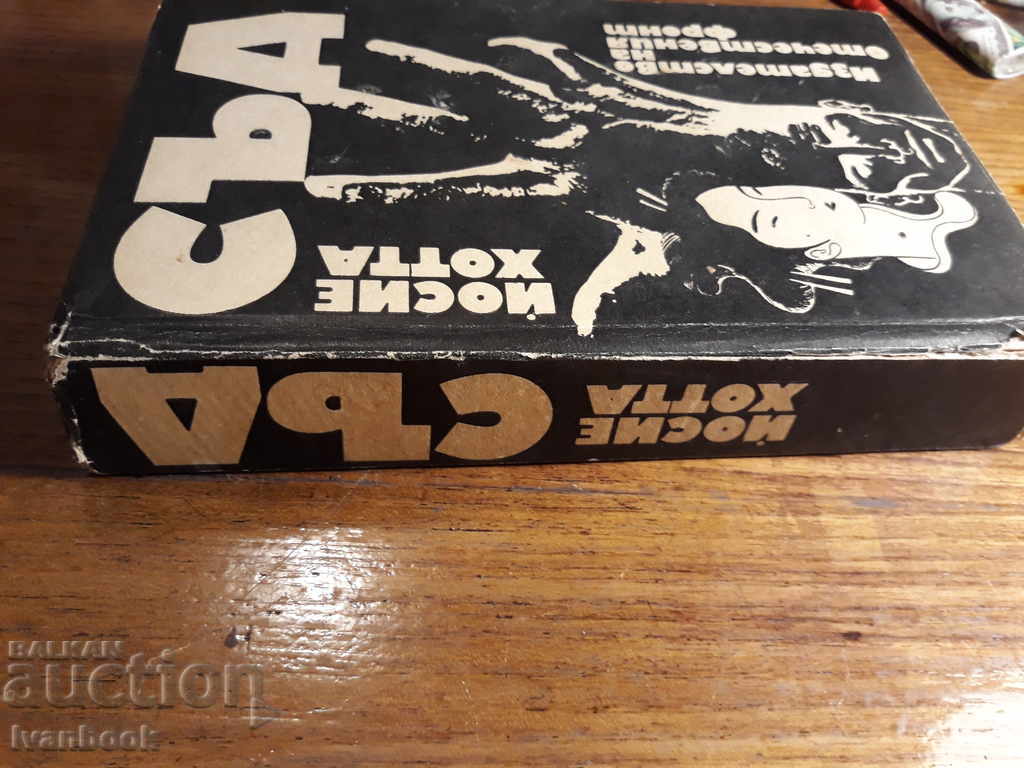 СЪД
ЙОСИЕ
ХОТТА
Издателство
на
Отечествения
фронт
ЙОСИЕ
ХОТТА
СЪД
BALKAN
auction
Ivanbook